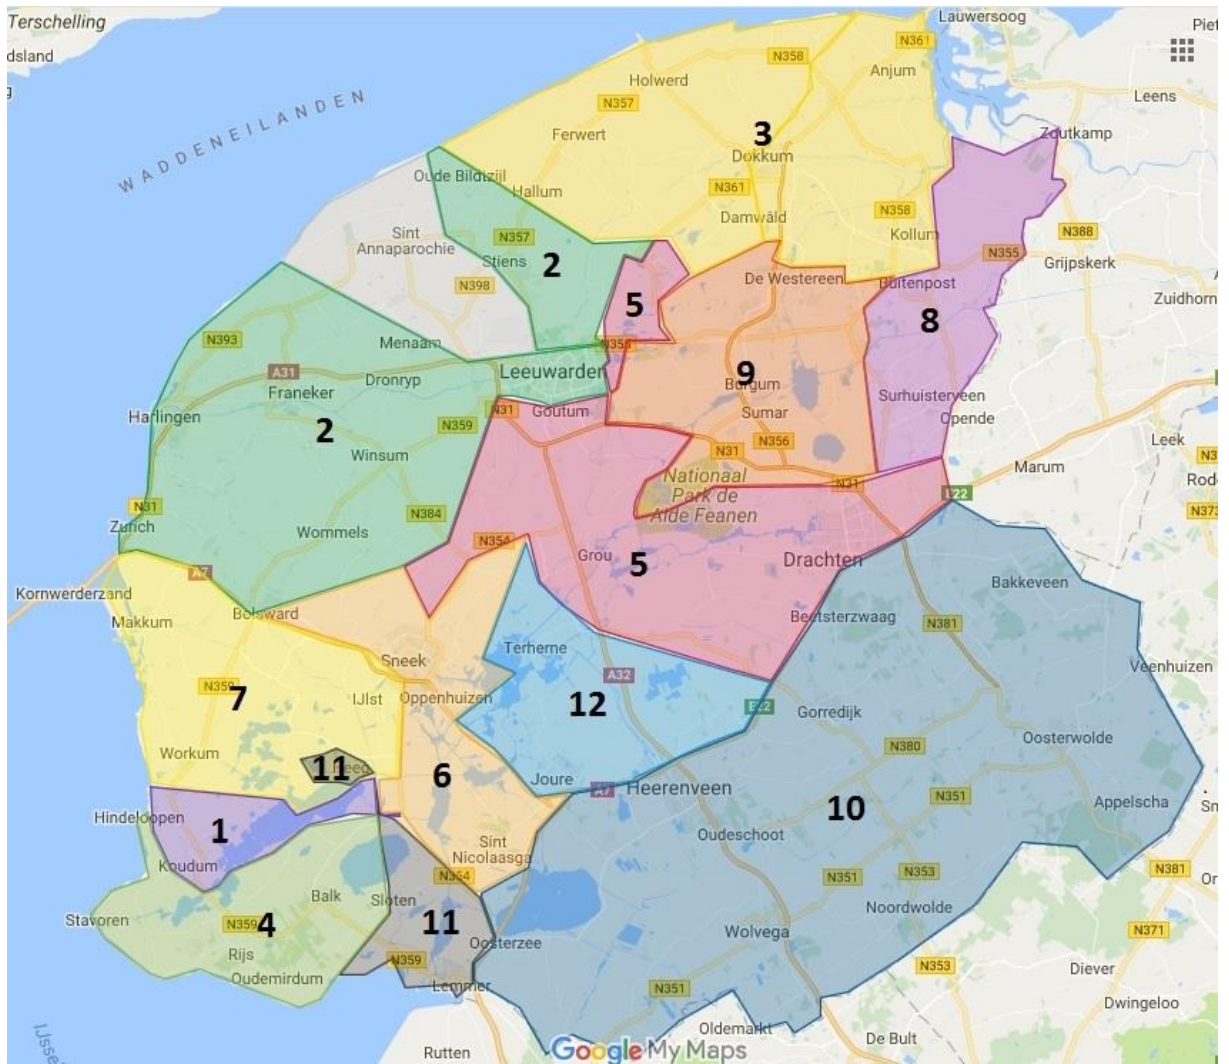 Terschelling
dsland
Lauwersoog
Piet
N361
N358
Anjum
Holwerd
Leens
N357
WADDENEILANDEN
Ferwert
3
Zoutkamp
Dokkum
Oude Bildtzijl
Hallum
N361
Damwâld
N358
Kollum
N388
Sint
Annaparochie
N357
Stiens
2
N355
Grijpskerk
N398
De Westereen
Buitenpost
Zuidhorn
5
8
N393
Menaam
N355
A31
Dronryp
Leeuwarden
9
Franeker
Burgum
Surhuisterveen
Harlingen
N31
Goutum
Sumar
Opende
2
N359
Winsum
N31
N356
Leek
Marum
N3
Nationaal
Park de
Alde Feanen
N31
Rod
E22
N31
Zurich
N384
Wommels
N373
N354
Grou
5
Drachten
A7
Kornwerderzand
Bakkeveen
Makkum
Bolsward
Beetsterzwaag
N381
Terherne
Sneek
Veenhuizen
N359
7
IJlst
Oppenhuizen
A32
12
E22
Gorredijk
Oosterwolde
Workum
N380
11
Heeg
6
Joure
A7
Heerenveen
N351
Appelscha
Hindeloopen
1
10
Oudeschoot
Sint
Nicolaasga
Koudum
N354
N351
N353
N381
Balk
Sloten
Noordwolde
Stavoren
N359
4
11
Wolvega
N371
Oosterzee
Rijs
N359
N353
Diever
Oudemirdum
Lemmer
N351
Dwingeloo
Oldemarkt
De Bult
Rutten
Google My Maps